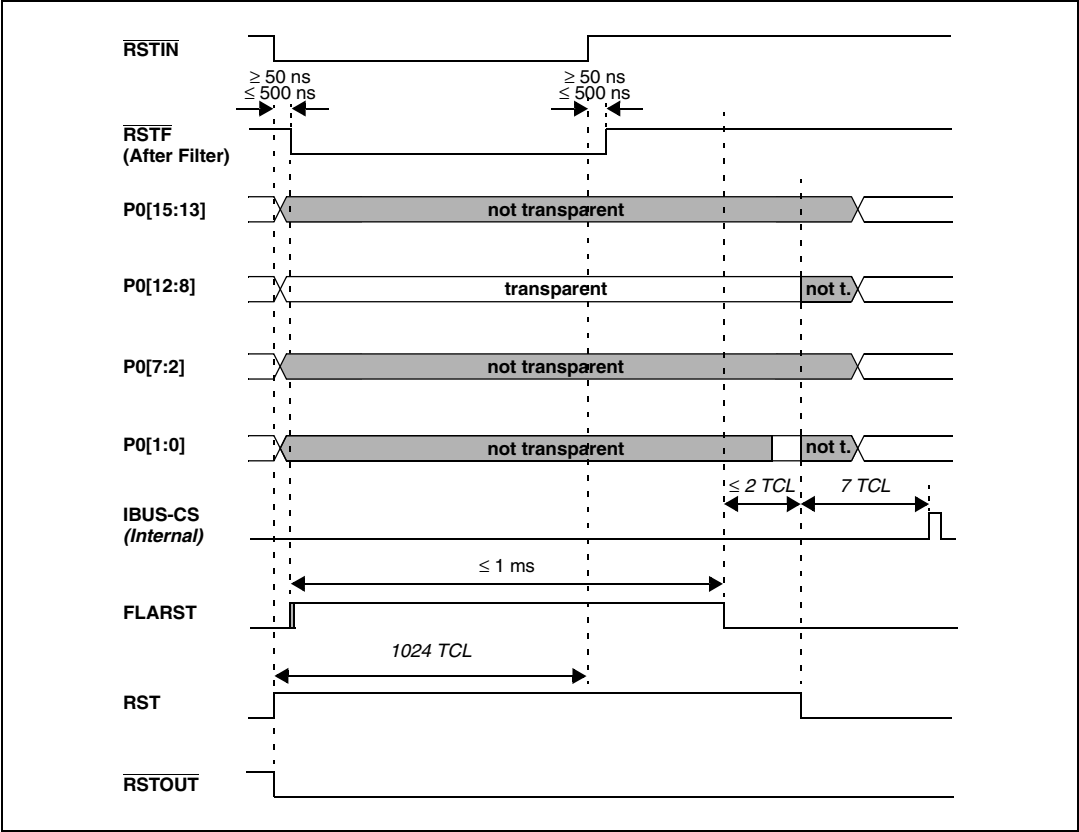 RSTIN
≥ 50 ns ≥ 50 ns
≤ 500 ns ≤ 500 ns
RSTF
(After Filter)
P0[15:13] not transparent
P0[12:8] transparent not t.
P0[7:2] not transparent
P0[1:0] not transparent not t.
≤ 2 TCL 7 TCL
IBUS-CS
(Internal)
≤ 1 ms
FLARST
1024 TCL
RST
RSTOUT